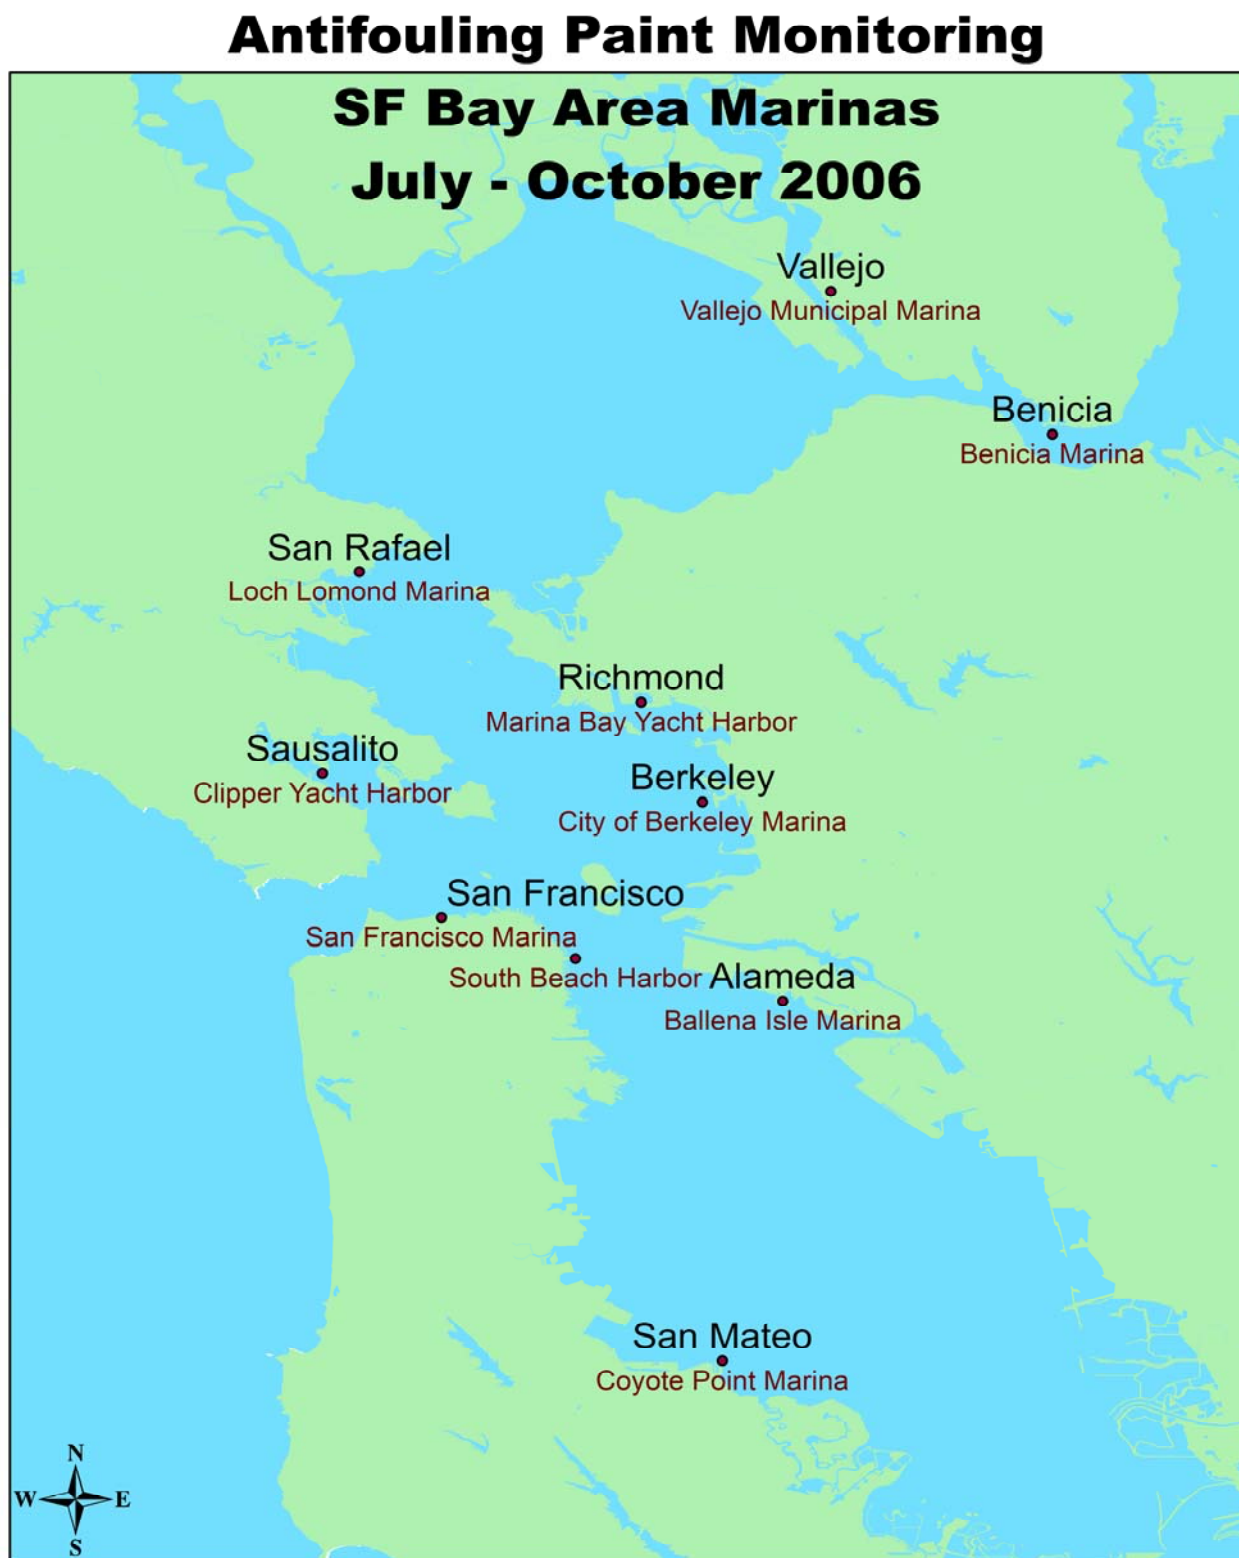 Antifouling Paint Monitoring
SF Bay Area Marinas
July - October 2006
Vallejo
Vallejo Municipal Marina
Benicia
Benicia Marina
San Rafael
Loch Lomond Marina
Richmond
Marina Bay Yacht Harbor
Sausalito
Clipper Yacht Harbor
Berkeley
City of Berkeley Marina
San Francisco
San Francisco Marina
South Beach Harbor
Alameda
Ballena Isle Marina
San Mateo
Coyote Point Marina
N
W E
S